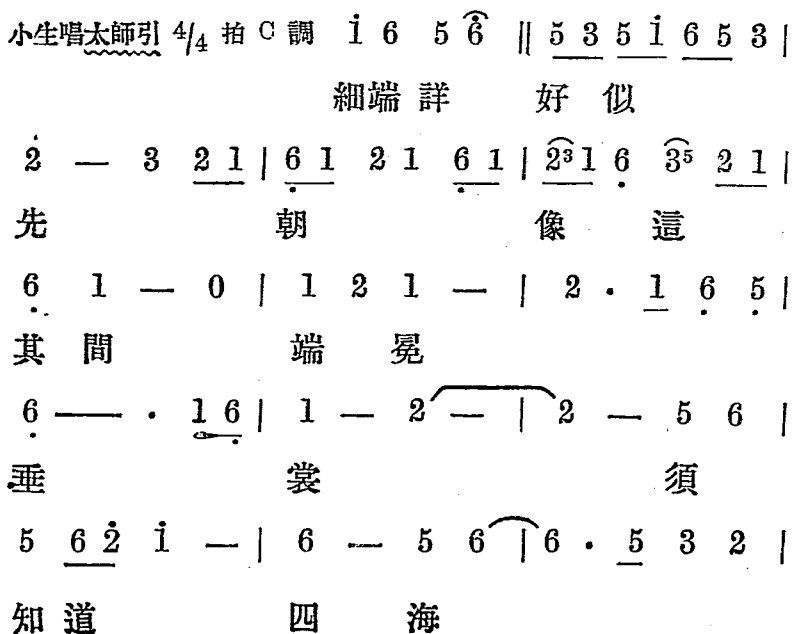 小生唱太師引 4/4 拍 C 調 i̇ 6 5 6̇ ‖ 5 3 5 i̇ 6 5 3 |
細端詳 好似
2 — 3 2 1 | 6̣ 1 2 1 6̣ 1 | 2 3 1 6̣ 3 5 2 1 |
先 朝 像 這
6̣ 1 — 0 | 1 2 1 — | 2 · 1 6̣ 5̣ |
其間 端 冕
6̣ — · 1 6̣ | 1 — 2 — | 2 — 5 6 |
垂 裳 須
5 6 2̇ i̇ — | 6 — 5 6 | 6 · 5 3 2 |
知道 四 海